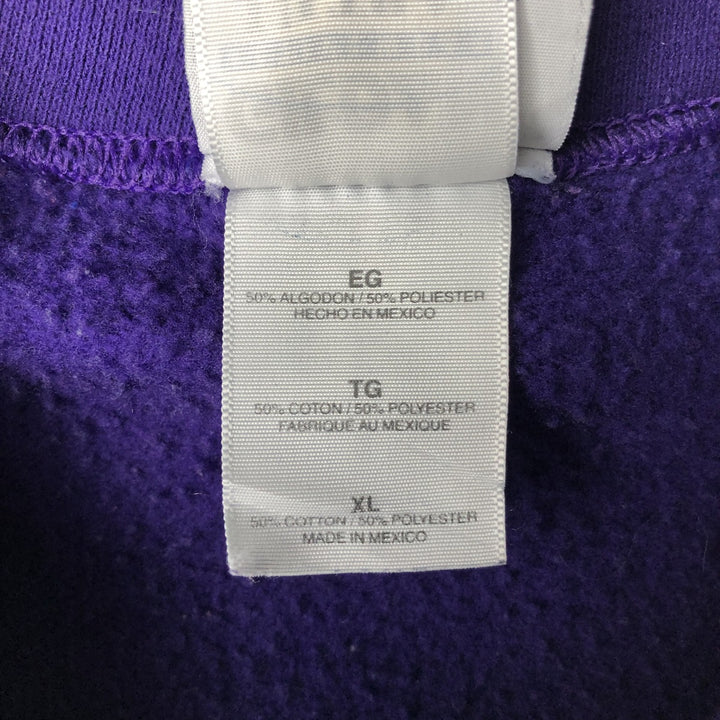 EG
50% ALGODON / 50% POLIESTER
HECHO EN MEXICO
TG
50% COTON / 50% POLYESTER
FABRIQUE AU MEXIQUE
XL
50% COTTON / 50% POLYESTER
MADE IN MEXICO